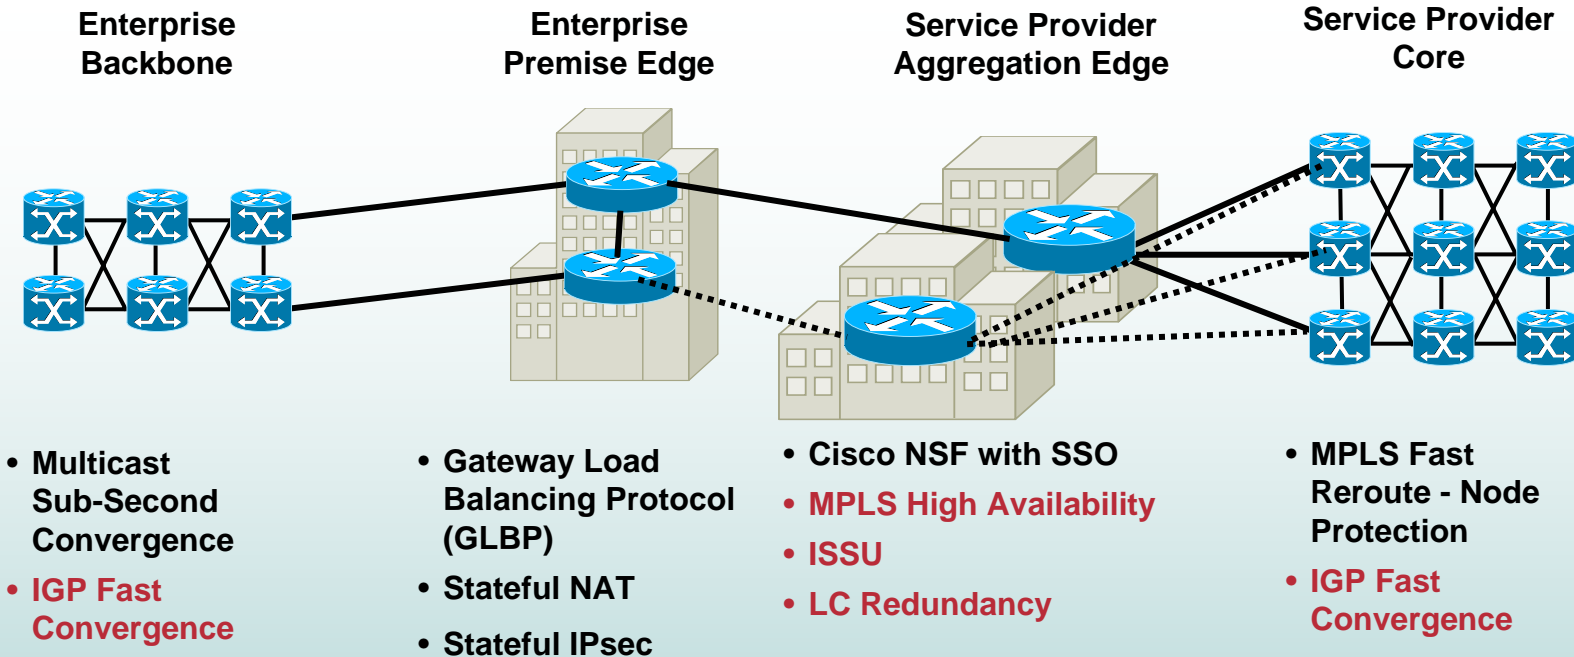 Enterprise
Backbone
Enterprise
Premise Edge
Service Provider
Aggregation Edge
Service Provider
Core
• Multicast
Sub-Second
Convergence
• IGP Fast
Convergence
• Gateway Load
Balancing Protocol
(GLBP)
• Stateful NAT
• Stateful IPsec
• Cisco NSF with SSO
• MPLS High Availability
• ISSU
• LC Redundancy
• MPLS Fast
Reroute - Node
Protection
• IGP Fast
Convergence